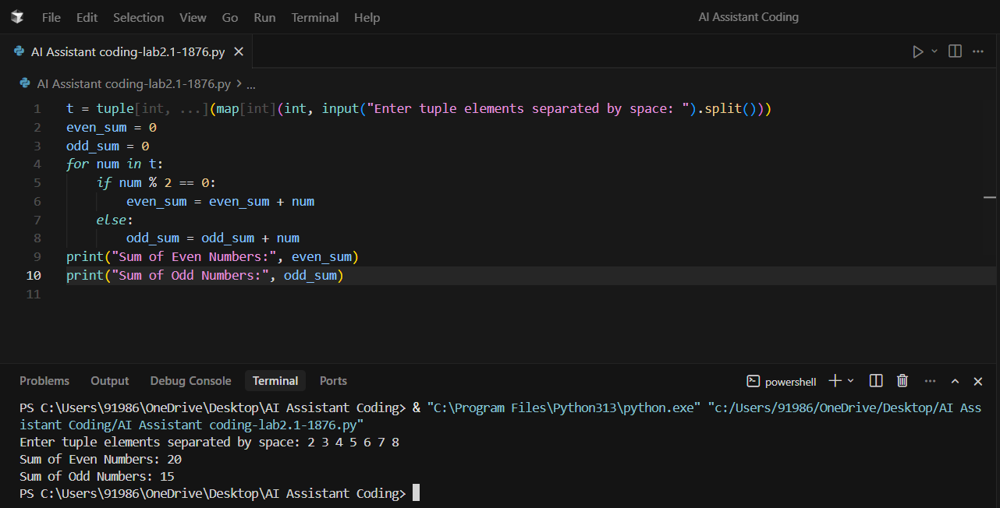 File Edit Selection View Go Run Terminal Help AI Assistant Coding
AI Assistant coding-lab2.1-1876.py
AI Assistant coding-lab2.1-1876.py > ...
1 t = tuple[int, ...](map[int](int, input("Enter tuple elements separated by space: ").split()))
2 even_sum = 0
3 odd_sum = 0
4 for num in t:
5     if num % 2 == 0:
6         even_sum = even_sum + num
7     else:
8         odd_sum = odd_sum + num
9 print("Sum of Even Numbers:", even_sum)
10 print("Sum of Odd Numbers:", odd_sum)
11
Problems Output Debug Console Terminal Ports powershell
PS C:\Users\91986\OneDrive\Desktop\AI Assistant Coding> & "C:\Program Files\Python313\python.exe" "c:/Users/91986/OneDrive/Desktop/AI Ass
istant Coding/AI Assistant coding-lab2.1-1876.py"
Enter tuple elements separated by space: 2 3 4 5 6 7 8
Sum of Even Numbers: 20
Sum of Odd Numbers: 15
PS C:\Users\91986\OneDrive\Desktop\AI Assistant Coding>